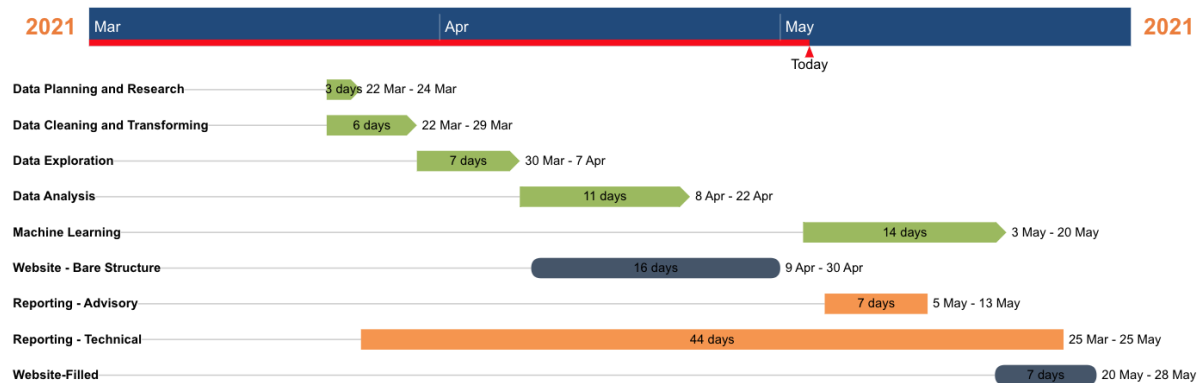 2021 Mar Apr May 2021
Today
Data Planning and Research 3 days 22 Mar - 24 Mar
Data Cleaning and Transforming 6 days 22 Mar - 29 Mar
Data Exploration 7 days 30 Mar - 7 Apr
Data Analysis 11 days 8 Apr - 22 Apr
Machine Learning 14 days 3 May - 20 May
Website - Bare Structure 16 days 9 Apr - 30 Apr
Reporting - Advisory 7 days 5 May - 13 May
Reporting - Technical 44 days 25 Mar - 25 May
Website-Filled 7 days 20 May - 28 May